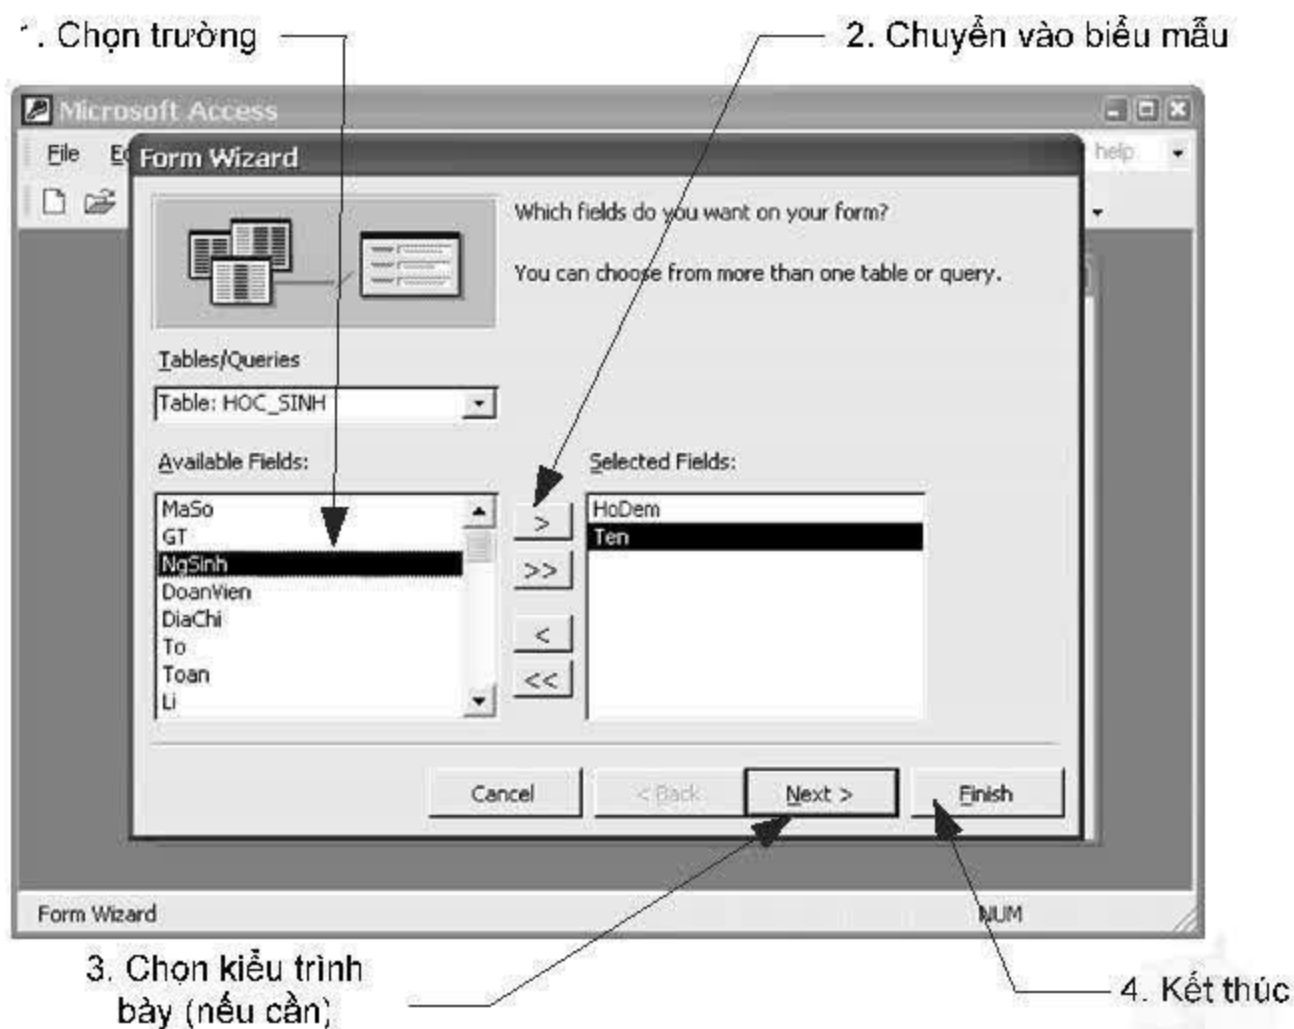 1. Chọn trường
2. Chuyển vào biểu mẫu
Microsoft Access
File
help
Form Wizard
Which fields do you want on your form?
You can choose from more than one table or query.
Tables/Queries
Table: HOC_SINH
Available Fields:
Selected Fields:
MaSo
GT
NgSinh
DoanVien
DiaChi
To
Toan
Li
>
>>
<
<<
HoDem
Ten
Cancel
< Back
Next >
Finish
Form Wizard
NUM
3. Chọn kiểu trình
bày (nếu cần)
4. Kết thúc